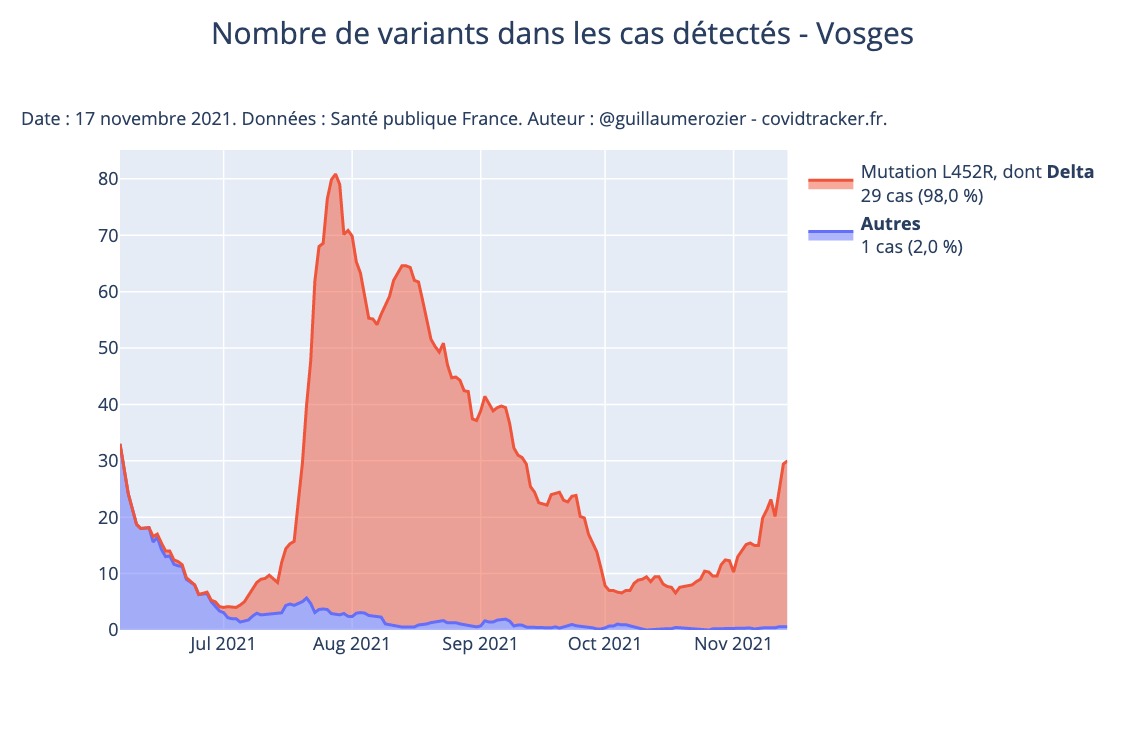 Nombre de variants dans les cas détectés - Vosges
Date : 17 novembre 2021. Données : Santé publique France. Auteur : @guillaumerozier - covidtracker.fr.
80
70
60
50
40
30
20
10
0
Jul 2021
Aug 2021
Sep 2021
Oct 2021
Nov 2021
Mutation L452R, dont Delta
29 cas (98,0 %)
Autres
1 cas (2,0 %)